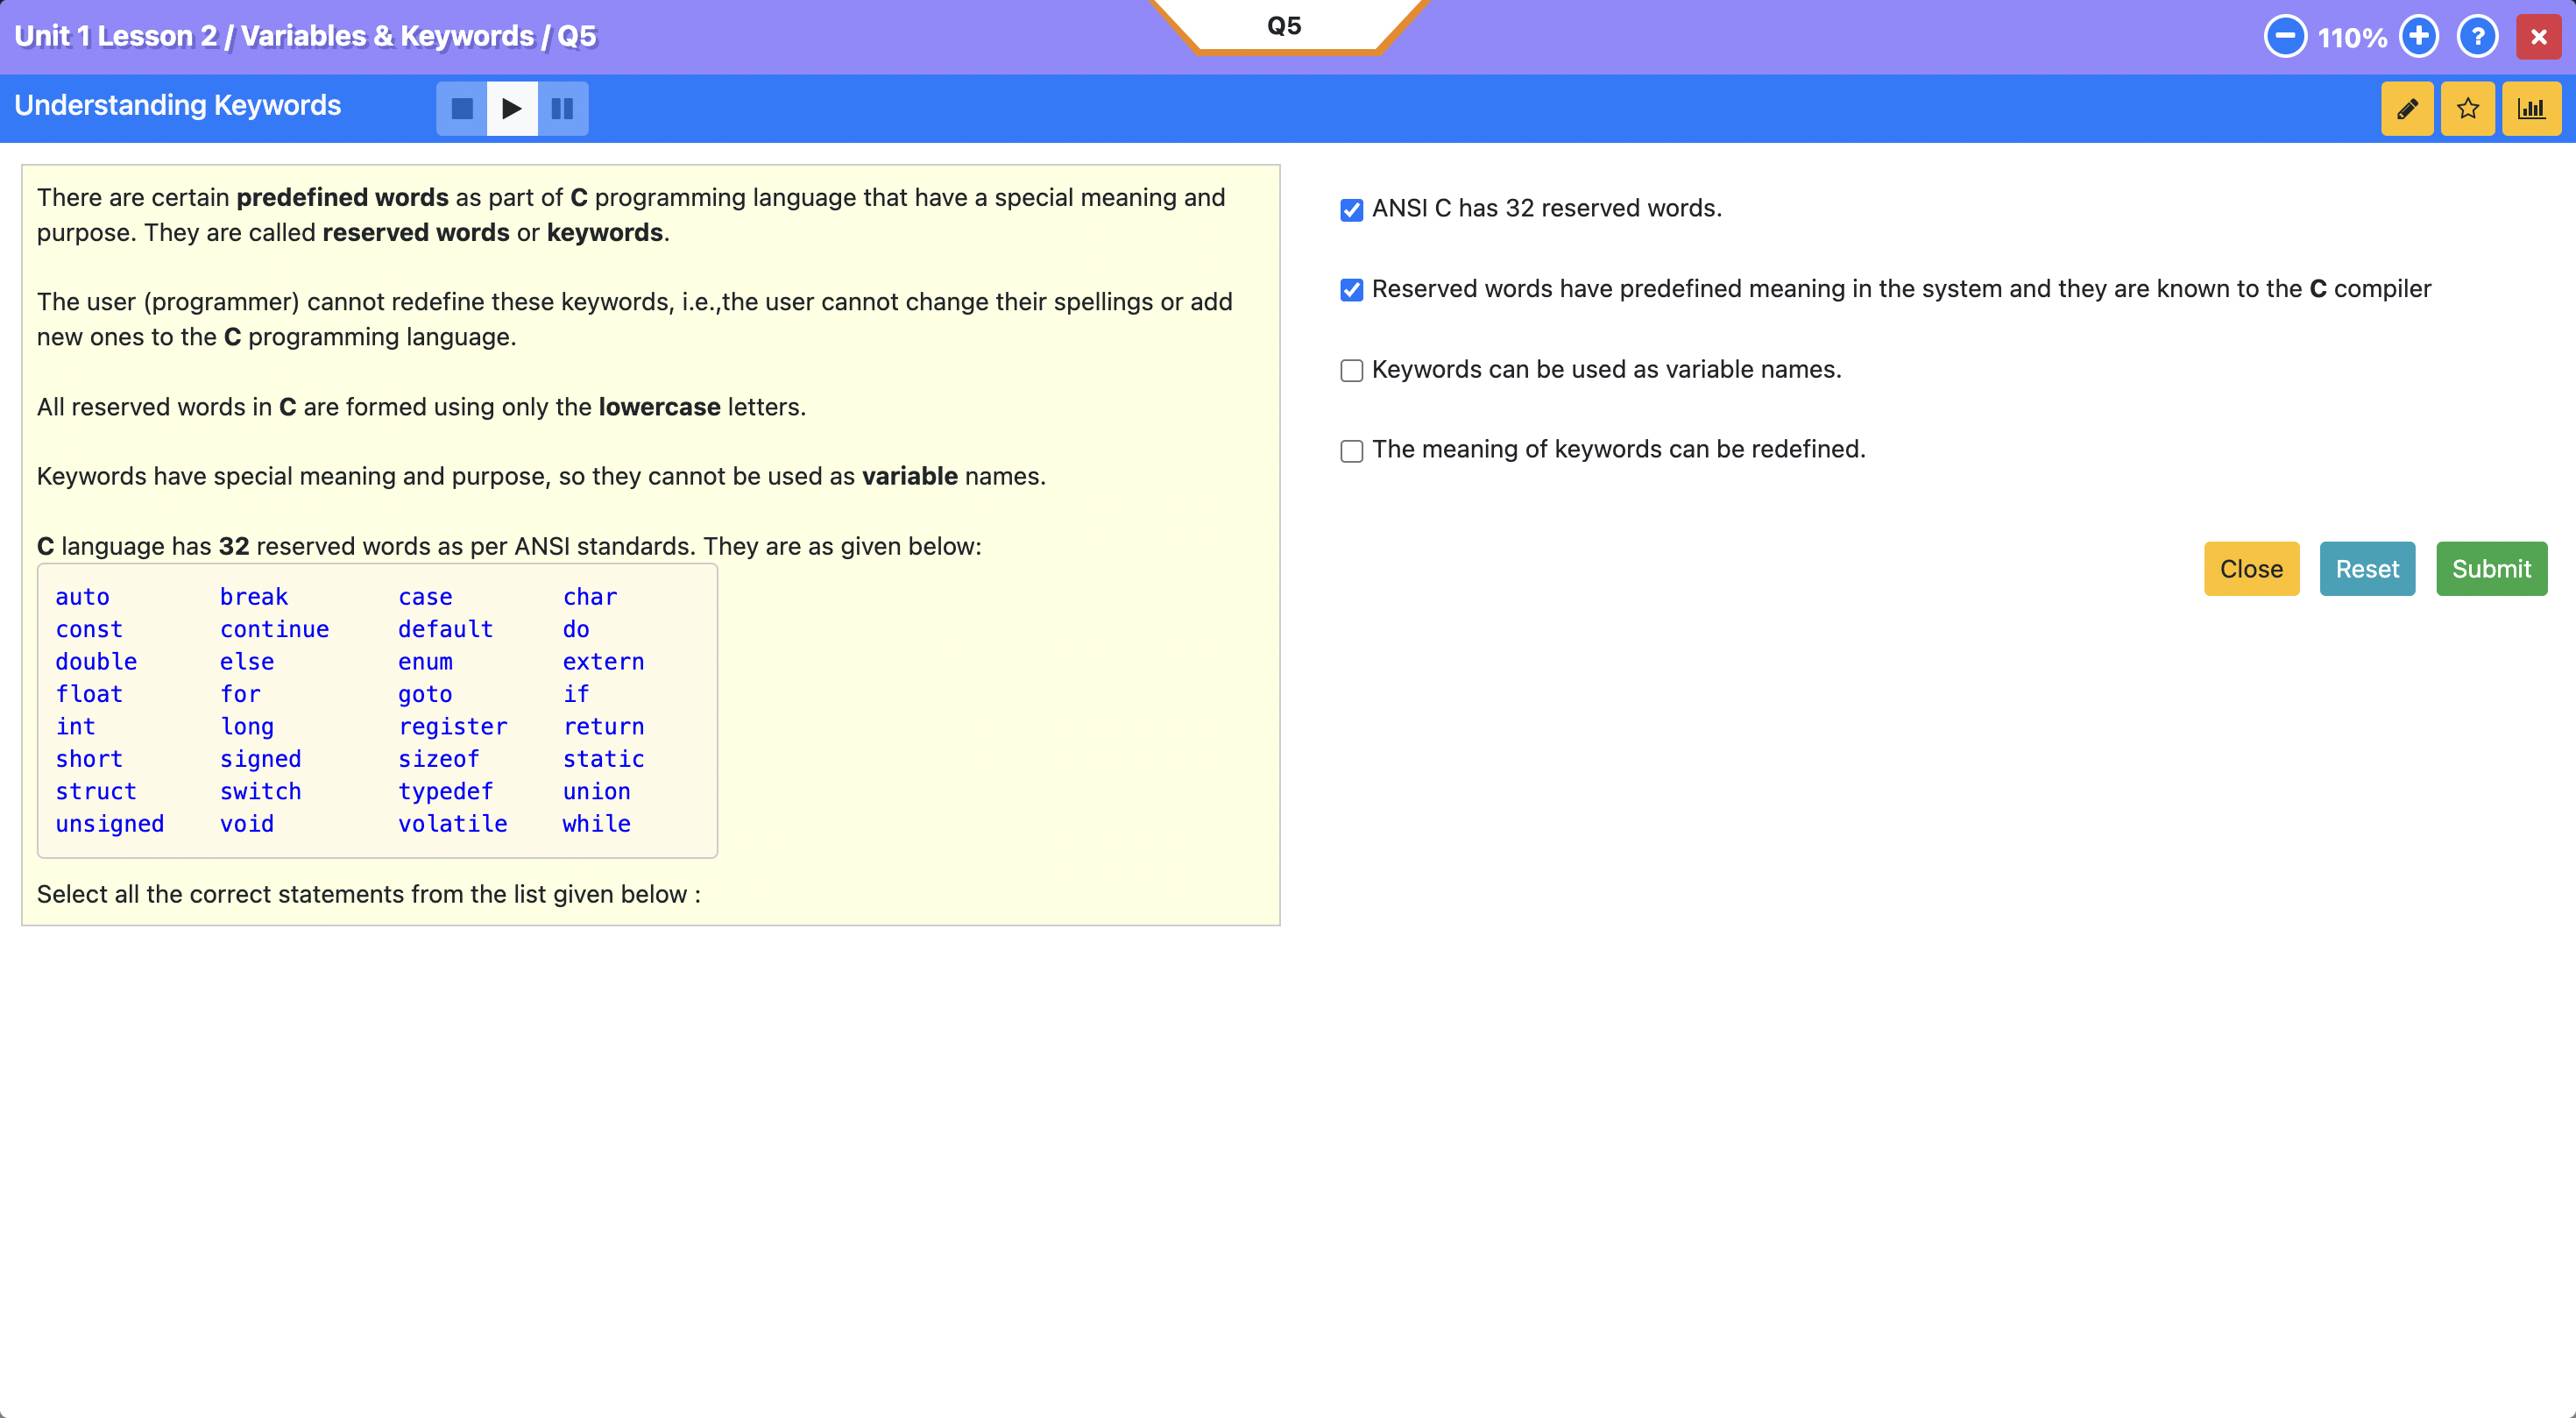 Unit 1 Lesson 2 / Variables & Keywords / Q5
Q5
110%
?
Understanding Keywords
There are certain predefined words as part of C programming language that have a special meaning and
purpose. They are called reserved words or keywords.
The user (programmer) cannot redefine these keywords, i.e.,the user cannot change their spellings or add
new ones to the C programming language.
All reserved words in C are formed using only the lowercase letters.
Keywords have special meaning and purpose, so they cannot be used as variable names.
C language has 32 reserved words as per ANSI standards. They are as given below:
auto break case char
const continue default do
double else enum extern
float for goto if
int long register return
short signed sizeof static
struct switch typedef union
unsigned void volatile while
Select all the correct statements from the list given below :
ANSI C has 32 reserved words.
Reserved words have predefined meaning in the system and they are known to the C compiler
Keywords can be used as variable names.
The meaning of keywords can be redefined.
Close Reset Submit